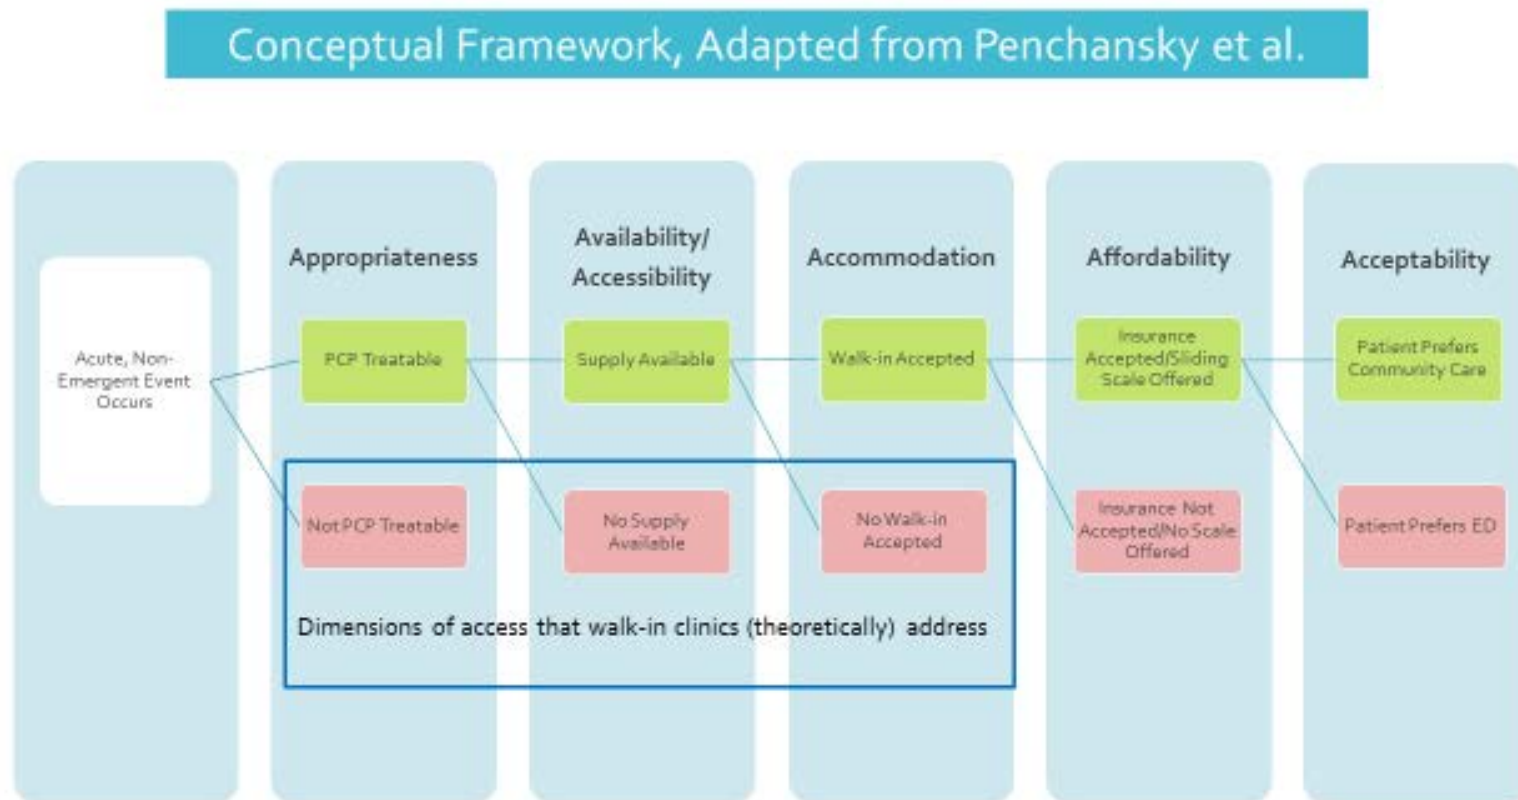 Conceptual Framework, Adapted from Penchansky et al.
Acute, Non-
Emergent Event
Occurs
Appropriateness
PCP Treatable
Not PCP Treatable
Availability/
Accessibility
Supply Available
No Supply
Available
Accommodation
Walk-in Accepted
No Walk-in
Accepted
Affordability
Insurance
Accepted/Sliding
Scale Offered
Insurance Not
Accepted/No Scale
Offered
Acceptability
Patient Prefers
Community Care
Patient Prefers ED
Dimensions of access that walk-in clinics (theoretically) address